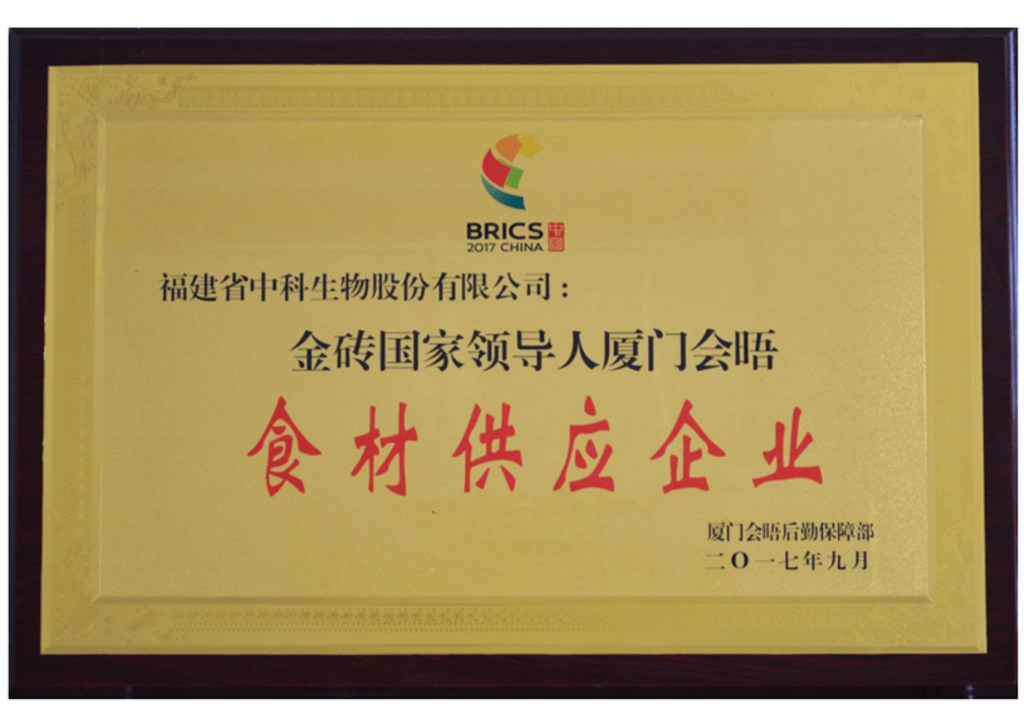 BRICS
2017 CHINA 中国
福建省中科生物股份有限公司：
金砖国家领导人厦门会晤
食材供应企业
厦门会晤后勤保障部
二〇一七年九月